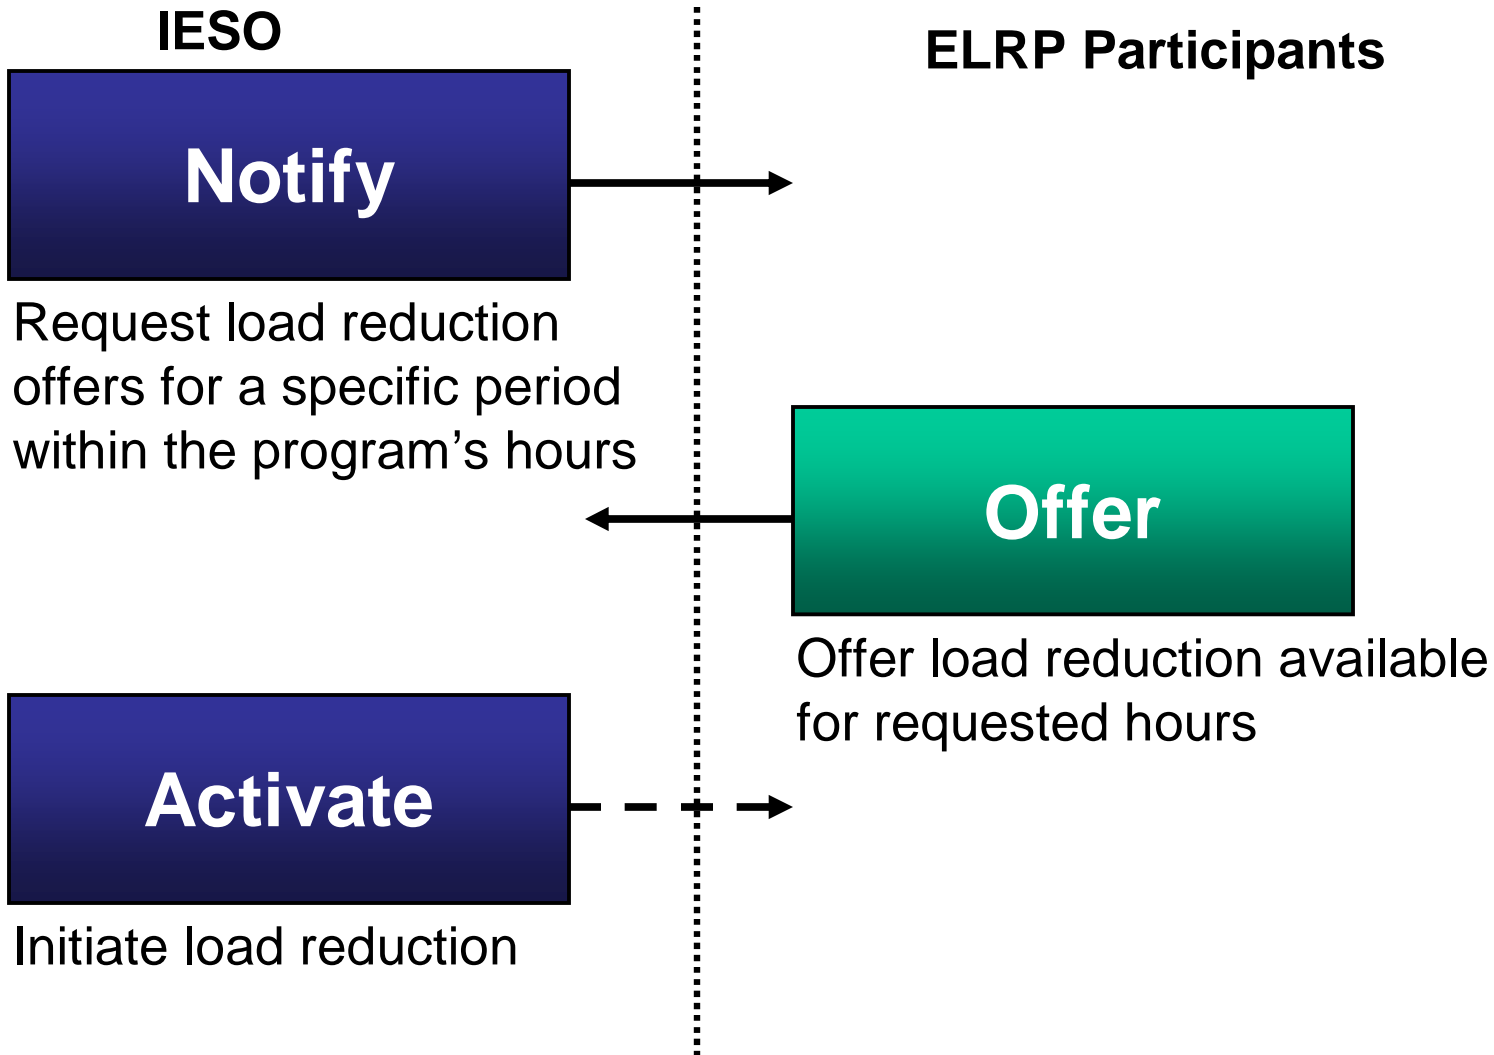 IESO
ELRP Participants
Notify
Request load reduction
offers for a specific period
within the program’s hours
Offer
Offer load reduction available
for requested hours
Activate
Initiate load reduction